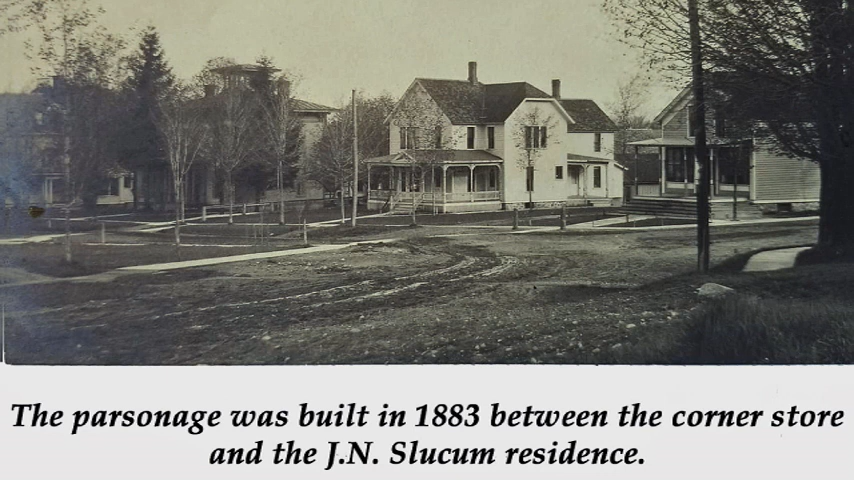 The parsonage was built in 1883 between the corner store
and the J.N. Slucum residence.